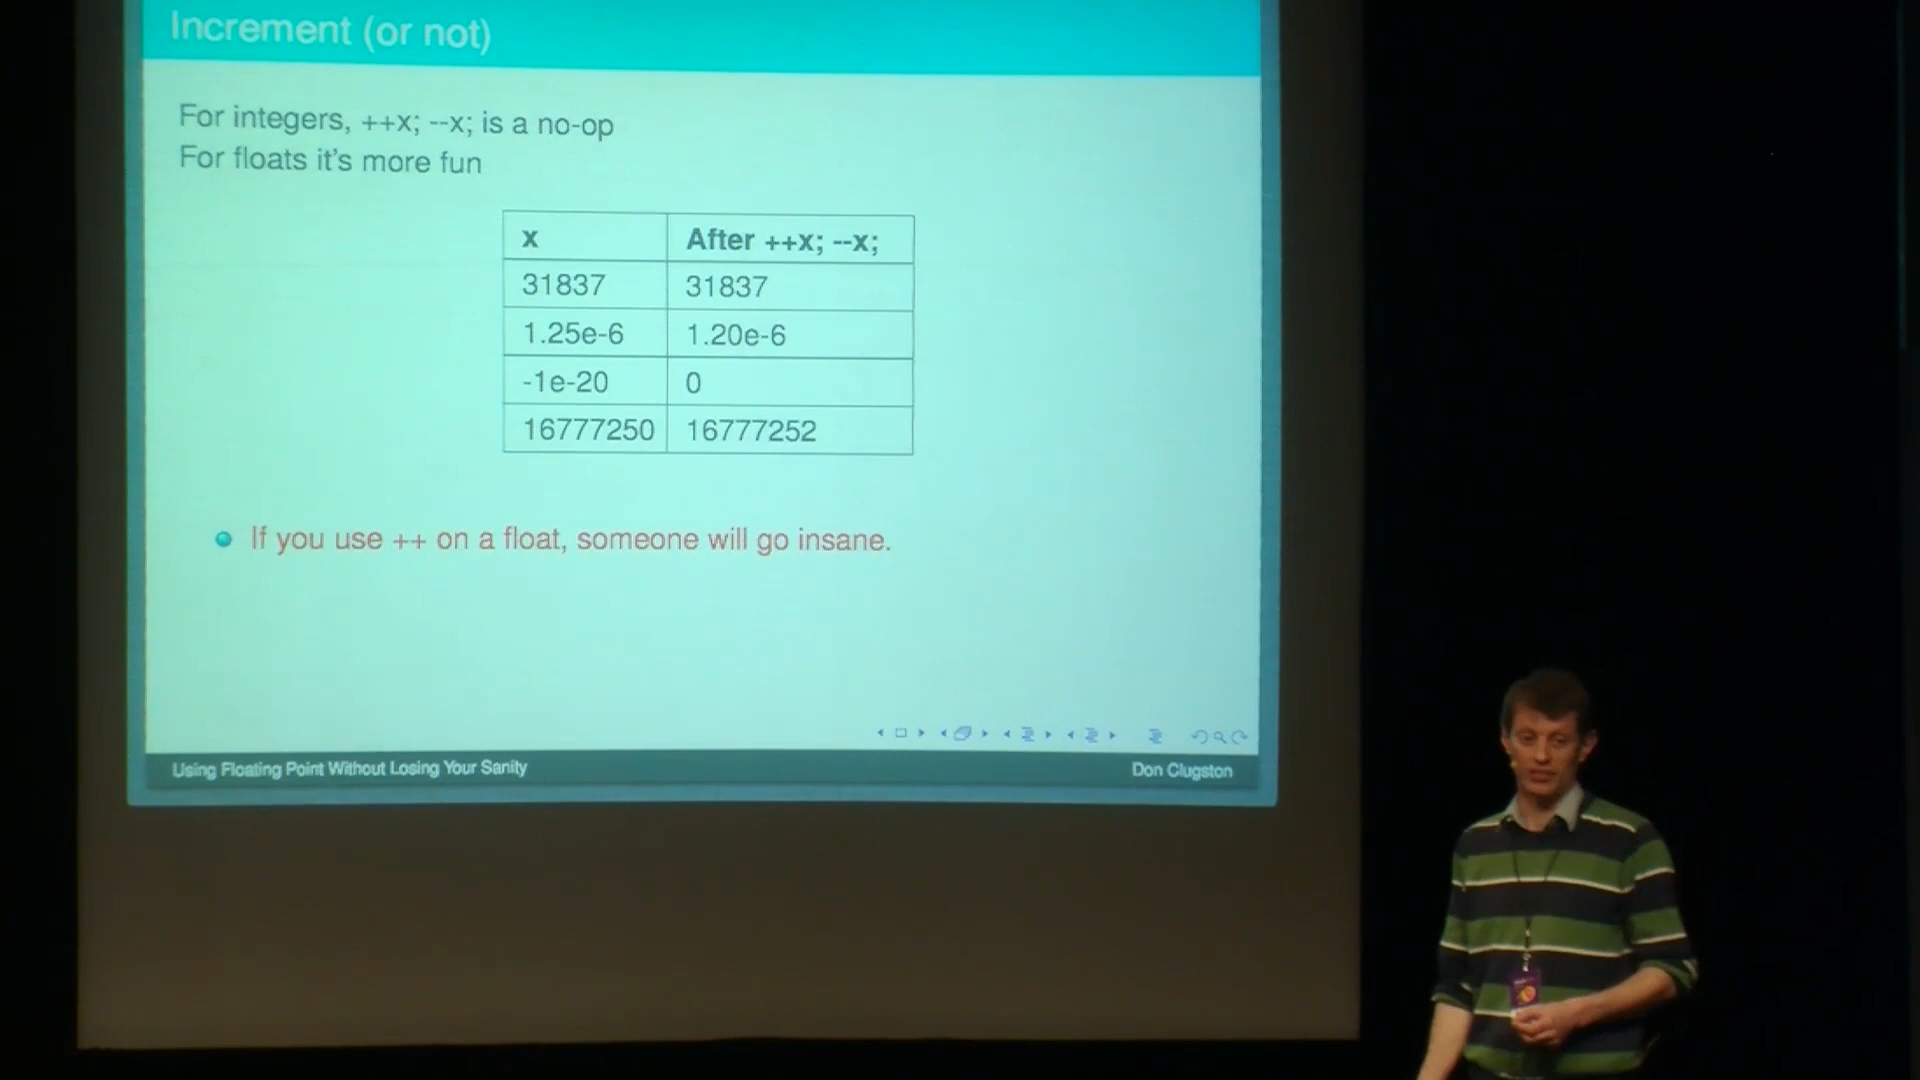 Increment (or not)
For integers, ++x; --x; is a no-op
For floats it's more fun
x After ++x; --x;
31837 31837
1.25e-6 1.20e-6
-1e-20 0
16777250 16777252
If you use ++ on a float, someone will go insane.
Using Floating Point Without Losing Your Sanity Don Clugston